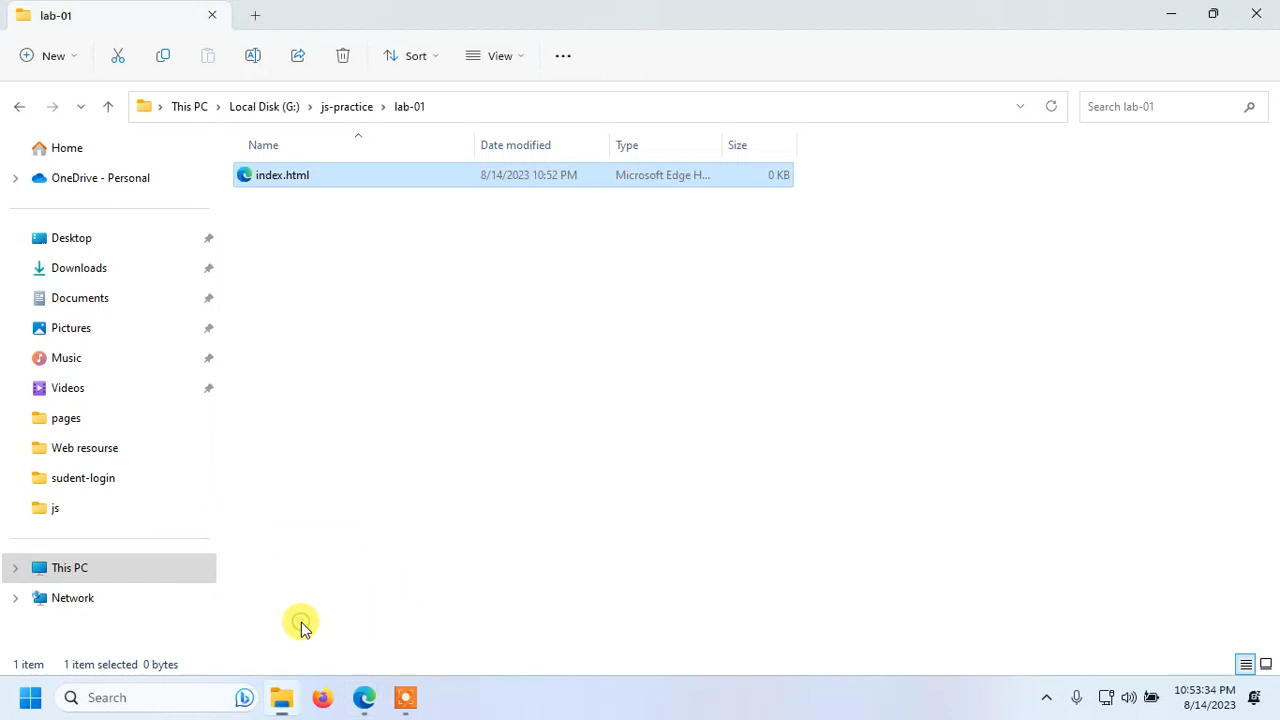 lab-01
New
Sort
View
This PC
Local Disk (G:)
js-practice
lab-01
Search lab-01
Name
Date modified
Type
Size
index.html
8/14/2023 10:52 PM
Microsoft Edge H...
0 KB
Home
OneDrive - Personal
Desktop
Downloads
Documents
Pictures
Music
Videos
pages
Web resourse
sudent-login
js
This PC
Network
1 item
1 item selected 0 bytes
Search
10:53:34 PM
8/14/2023